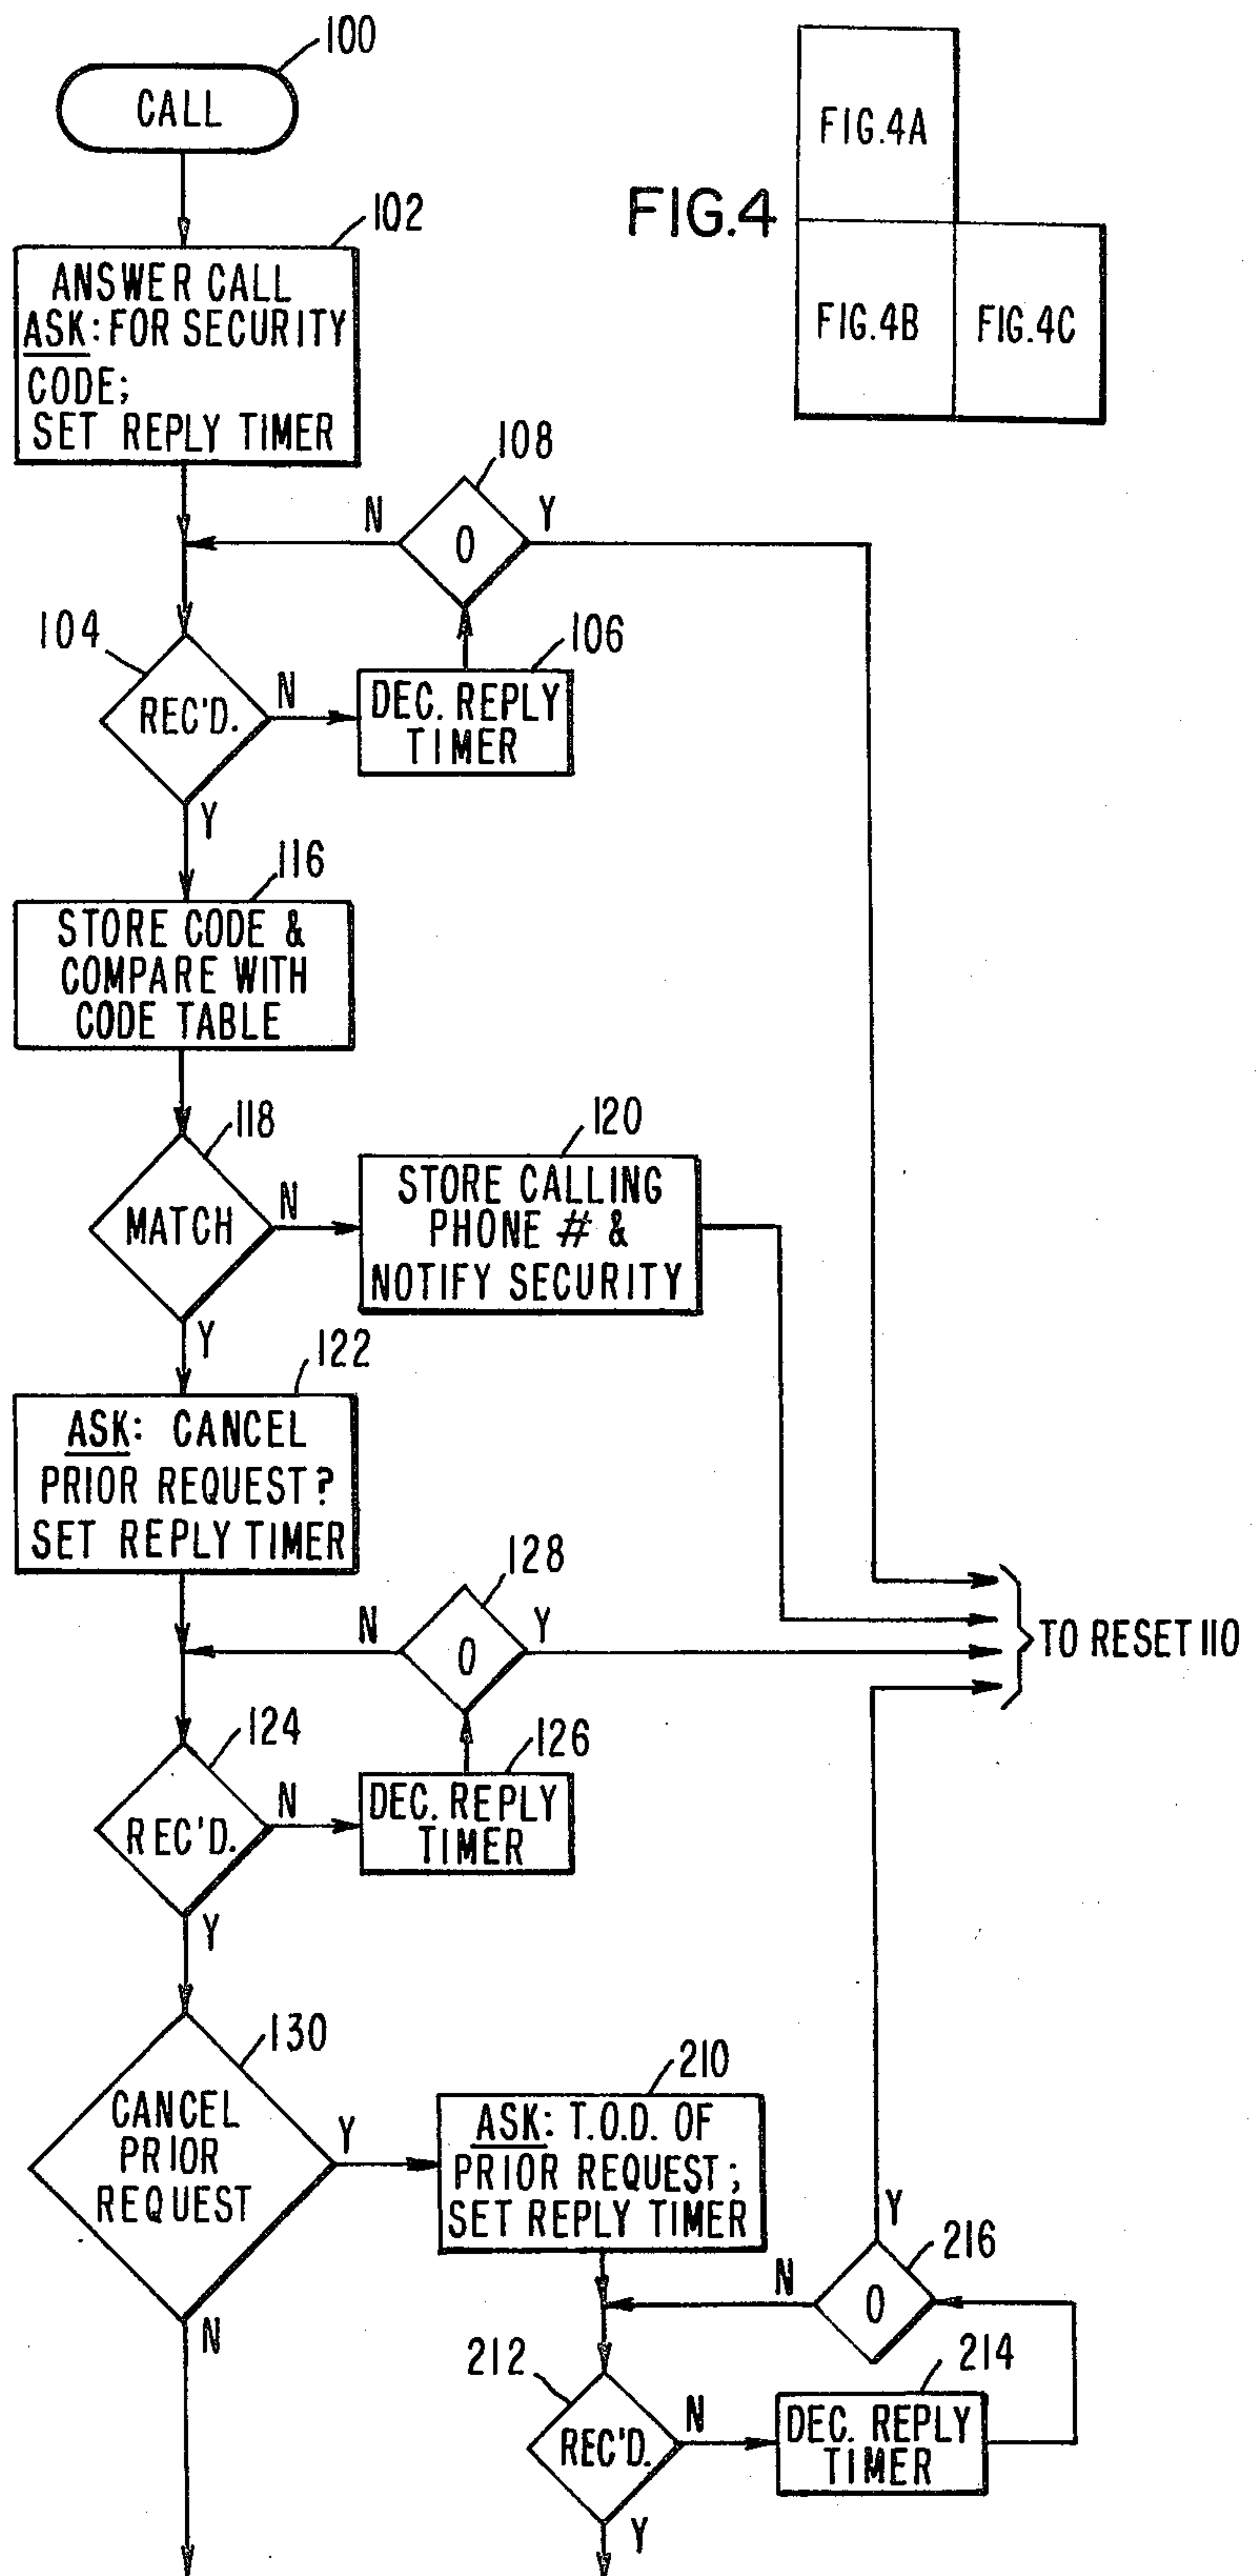 100
CALL
FIG.4
FIG.4A
FIG.4B
FIG.4C
102
ANSWER CALL
ASK: FOR SECURITY
CODE;
SET REPLY TIMER
108
N
0
Y
104
REC'D.
N
106
DEC. REPLY
TIMER
Y
116
STORE CODE &
COMPARE WITH
CODE TABLE
118
MATCH
N
120
STORE CALLING
PHONE # &
NOTIFY SECURITY
Y
122
ASK: CANCEL
PRIOR REQUEST?
SET REPLY TIMER
128
N
0
Y
TO RESET 110
124
REC'D.
N
126
DEC. REPLY
TIMER
Y
130
CANCEL
PRIOR
REQUEST
Y
210
ASK: T.O.D. OF
PRIOR REQUEST;
SET REPLY TIMER
Y
216
N
0
N
212
REC'D.
N
214
DEC. REPLY
TIMER
Y